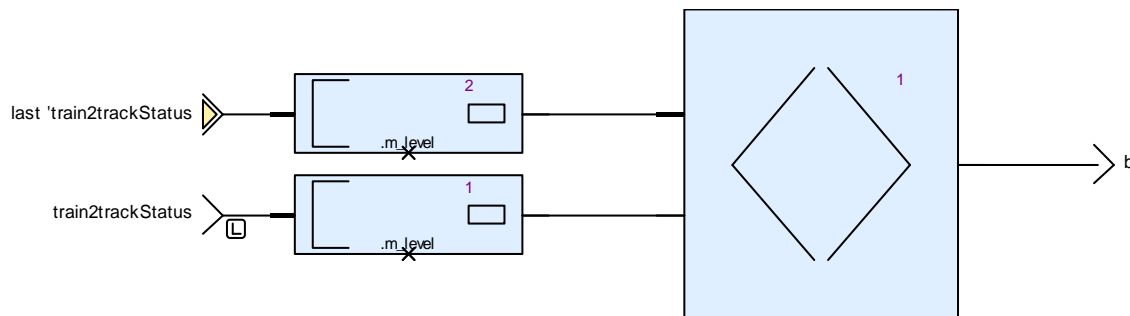 last 'train2trackStatus
2
.m_level
1
train2trackStatus
L
1
.m_level
b